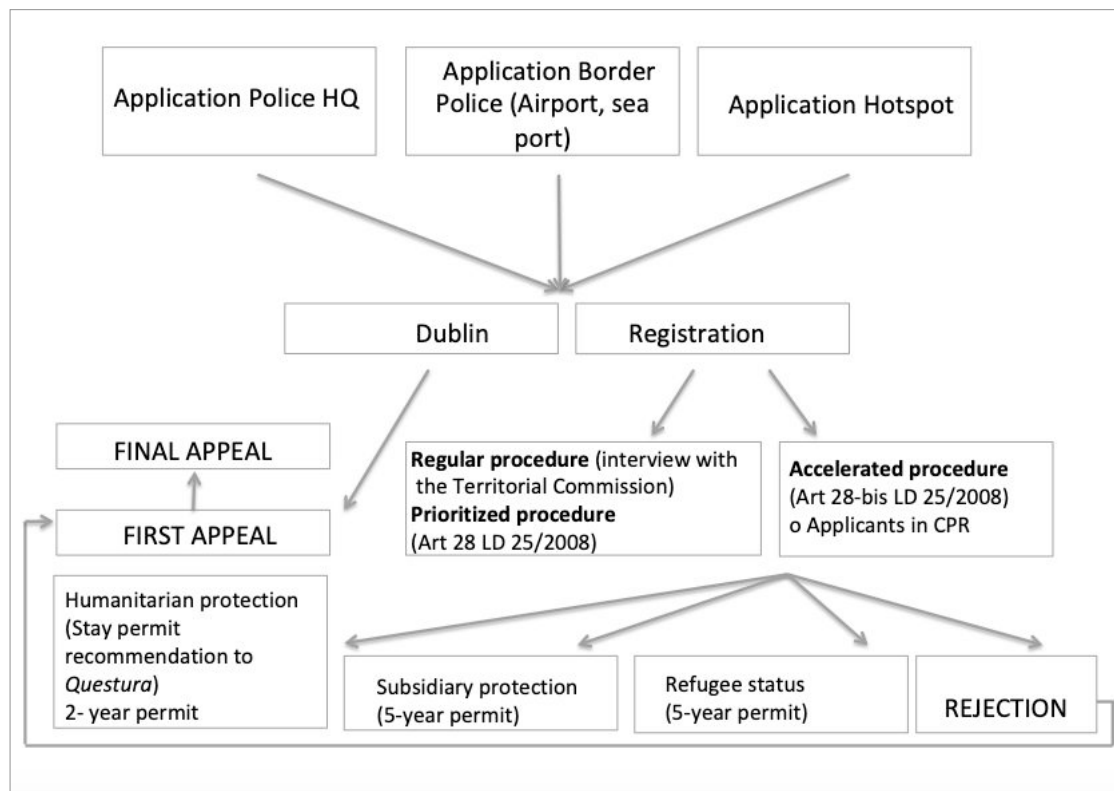 Application Police HQ
Application Border
Police (Airport, sea
port)
Application Hotspot
Dublin
Registration
FINAL APPEAL
FIRST APPEAL
Regular procedure (interview with
the Territorial Commission)
Prioritized procedure
(Art 28 LD 25/2008)
Accelerated procedure
(Art 28-bis LD 25/2008)
o Applicants in CPR
Humanitarian protection
(Stay permit
recommendation to
Questura)
2- year permit
Subsidiary protection
(5-year permit)
Refugee status
(5-year permit)
REJECTION